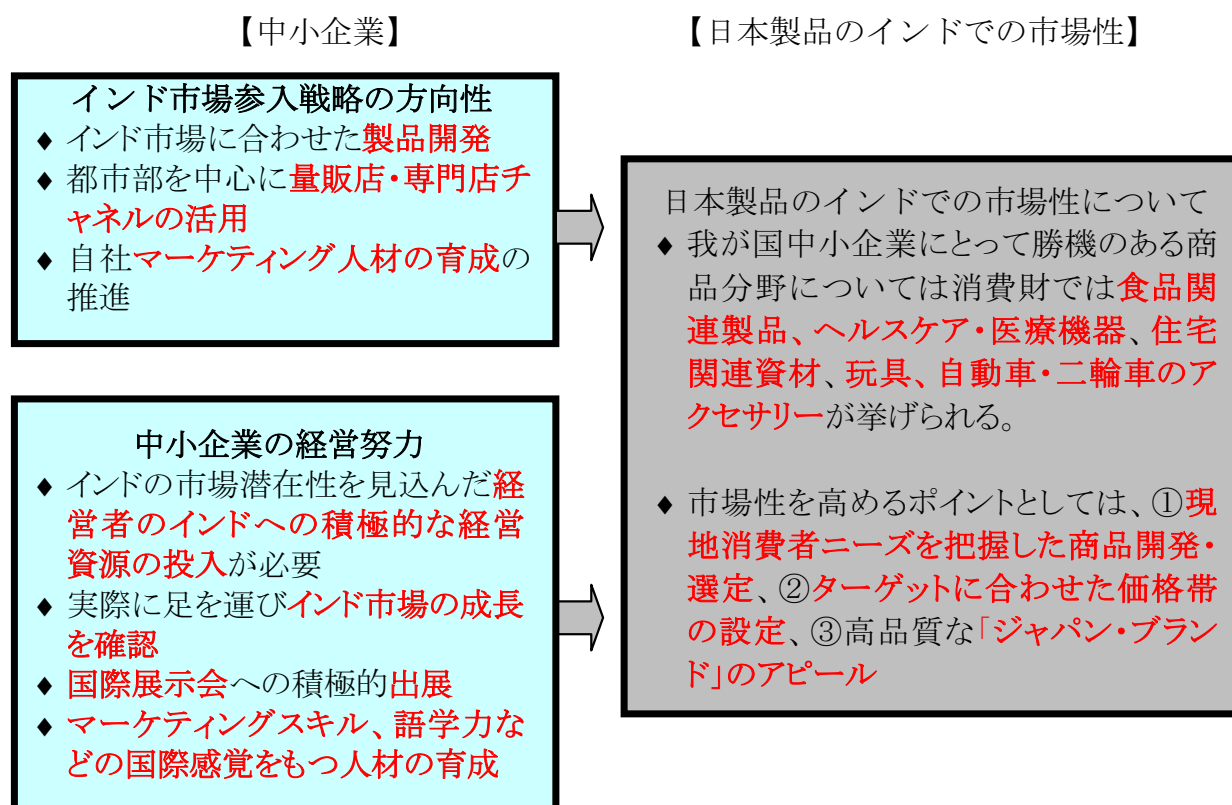 【中小企業】
【日本製品のインドでの市場性】
インド市場参入戦略の方向性
◆ インド市場に合わせた製品開発
◆ 都市部を中心に量販店・専門店チ
ャネルの活用
◆ 自社マーケティング人材の育成の
推進
中小企業の経営努力
◆ インドの市場潜在性を見込んだ経
営者のインドへの積極的な経営
資源の投入が必要
◆ 実際に足を運びインド市場の成長
を確認
◆ 国際展示会への積極的出展
◆ マーケティングスキル、語学力な
どの国際感覚をもつ人材の育成
日本製品のインドでの市場性について
◆ 我が国中小企業にとって勝機のある商
品分野については消費財では食品関
連製品、ヘルスケア・医療機器、住宅
関連資材、玩具、自動車・二輪車のア
クセサリーが挙げられる。
◆ 市場性を高めるポイントとしては、①現
地消費者ニーズを把握した商品開発・
選定、②ターゲットに合わせた価格帯
の設定、③高品質な「ジャパン・ブラン
ド」のアピール